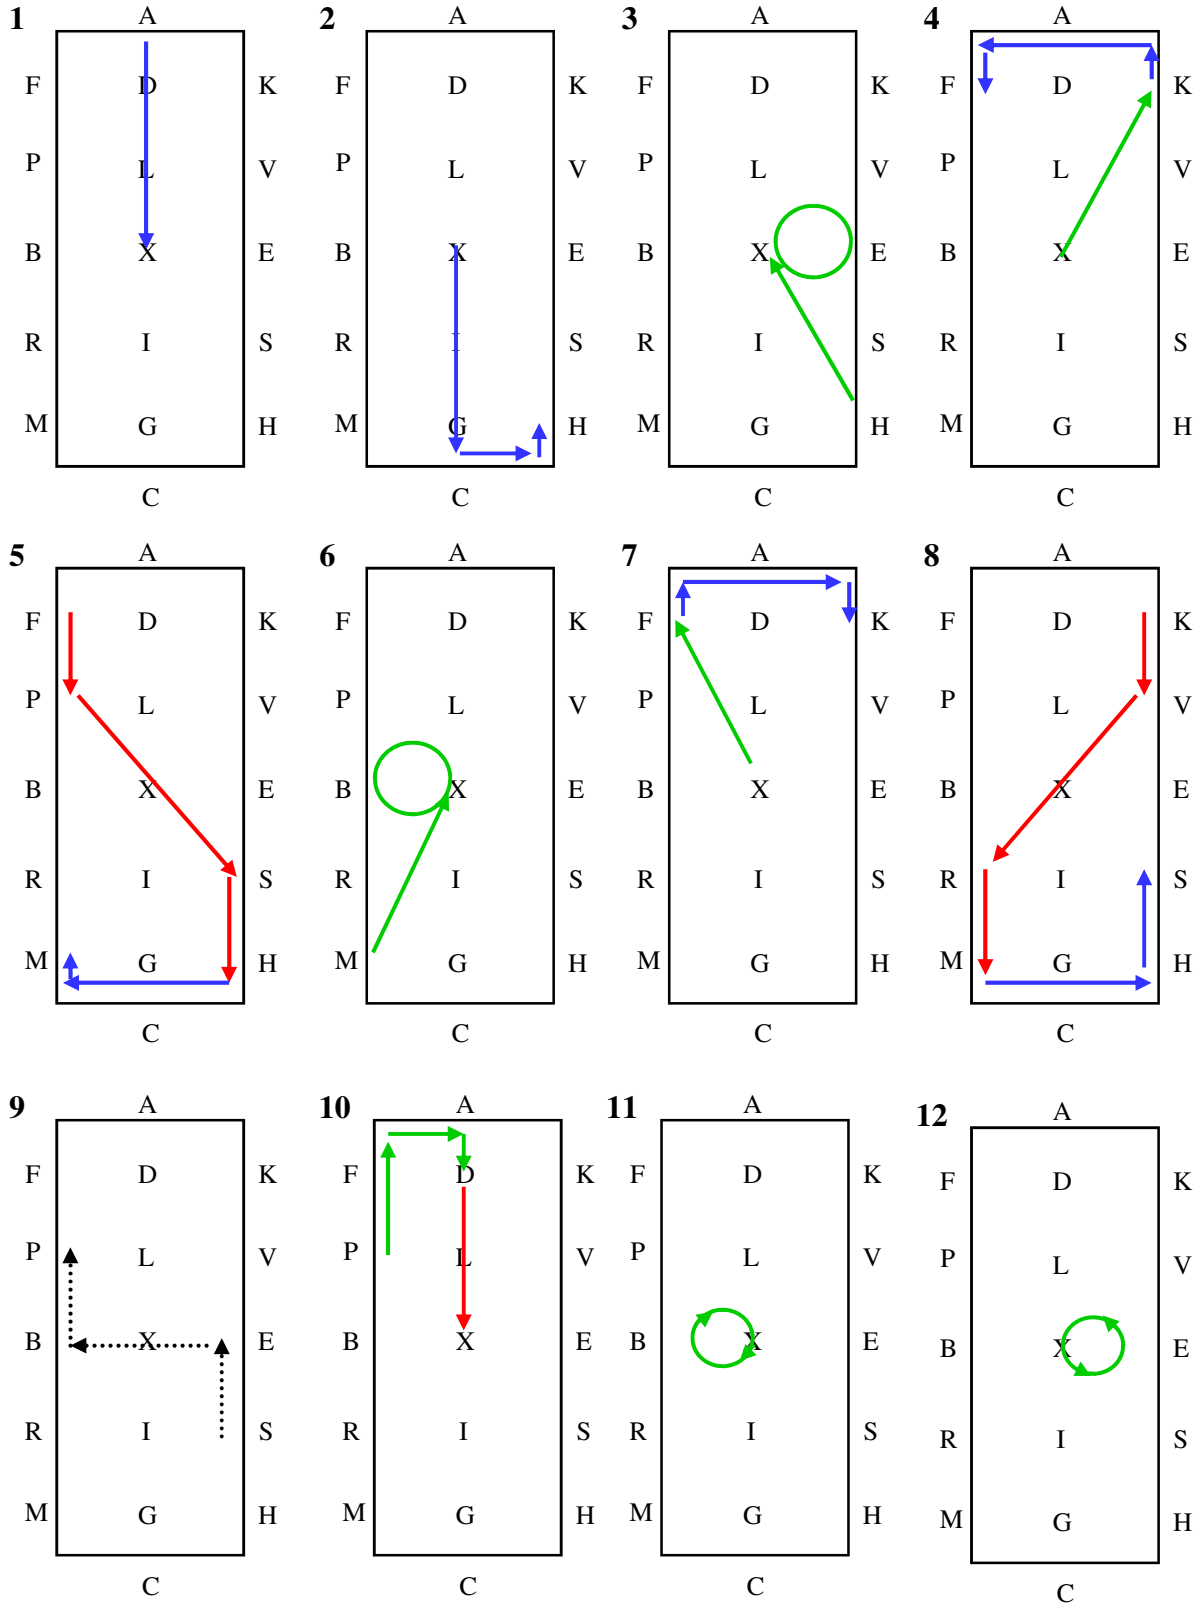 1 A 2 A 3 A 4 A
F D K F D K F D K F D K
P L V P L V P L V P L V
B X E B X E B X E B X E
R I S R I S R I S R I S
M G H M G H M G H M G H
C C C C
5 A 6 A 7 A 8 A
F D K F D K F D K F D K
P L V P L V P L V P L V
B X E B X E B X E B X E
R I S R I S R I S R I S
M G H M G H M G H M G H
C C C C
9 A 10 A 11 A 12 A
F D K F D K F D K F D K
P L V P L V P L V P L V
B X E B X E B X E B X E
R I S R I S R I S R I S
M G H M G H M G H M G H
C C C C